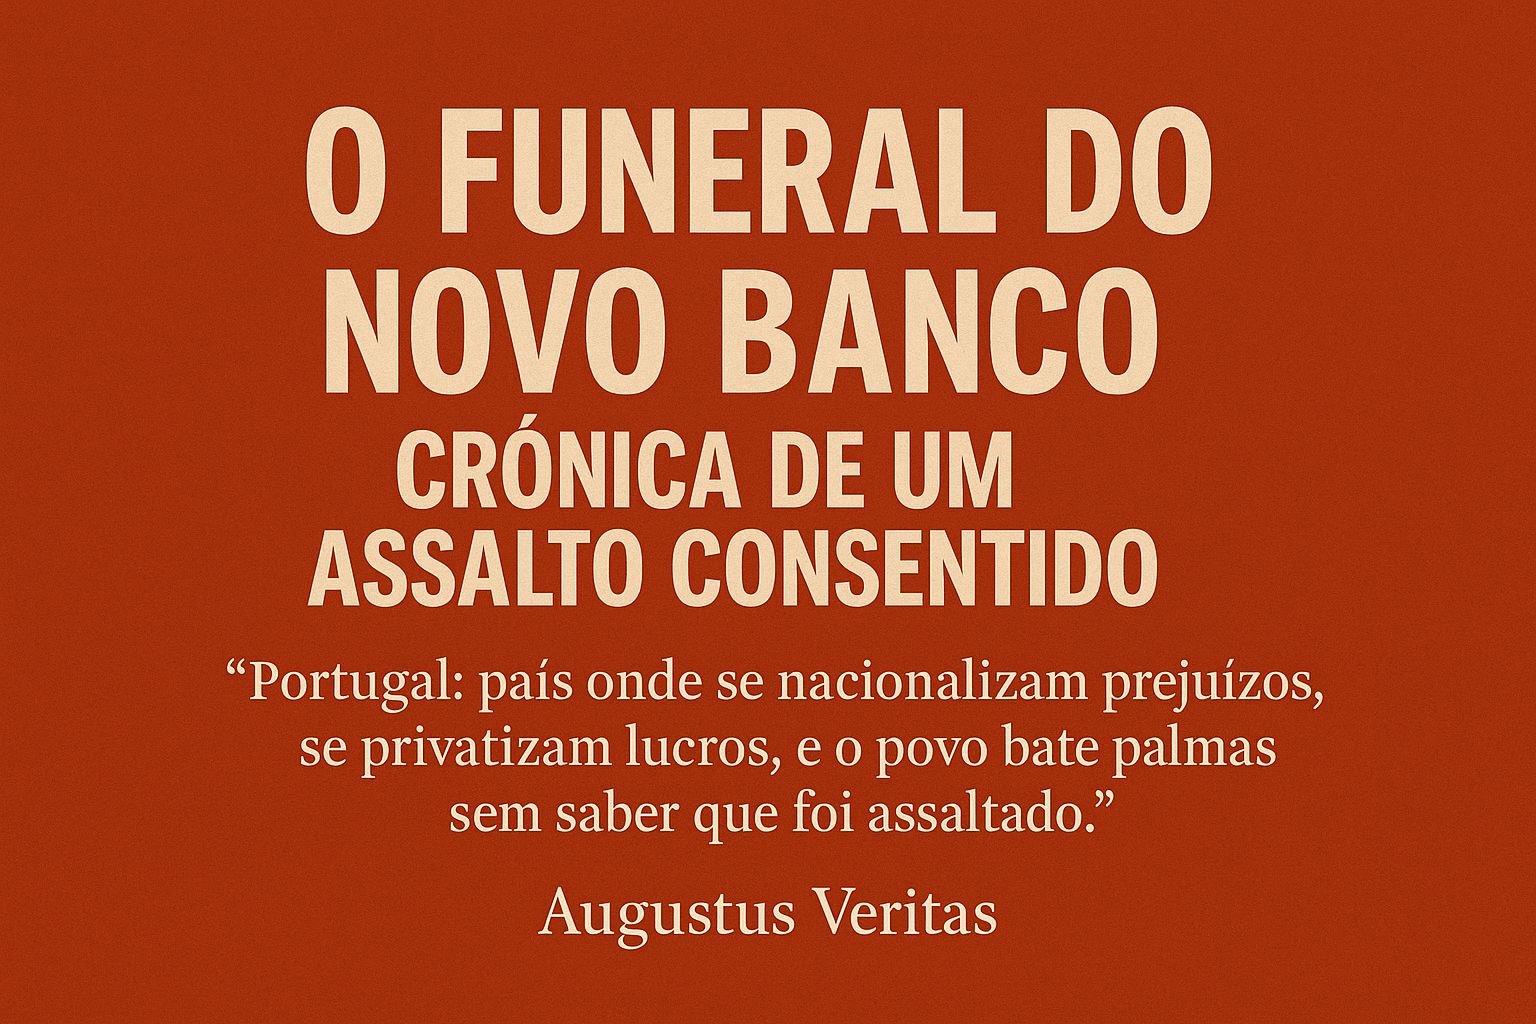 O FUNERAL DO
NOVO BANCO
CRÓNICA DE UM
ASSALTO CONSENTIDO
“Portugal: país onde se nacionalizam prejuízos,
se privatizam lucros, e o povo bate palmas
sem saber que foi assaltado.”
Augustus Veritas